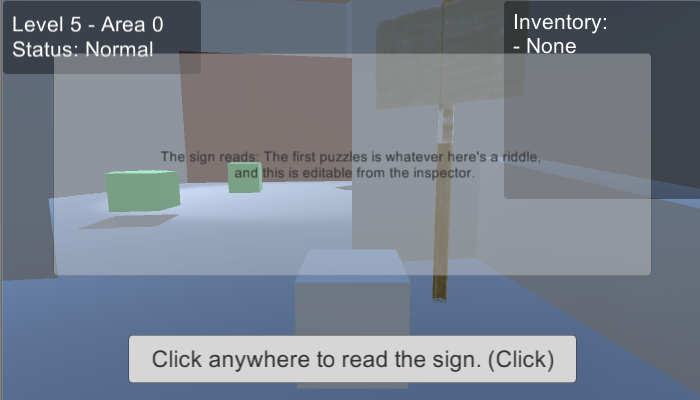 Level 5 - Area 0
Status: Normal
Inventory:
- None
The sign reads: The first puzzles is whatever here's a riddle,
and this is editable from the inspector.
Click anywhere to read the sign. (Click)